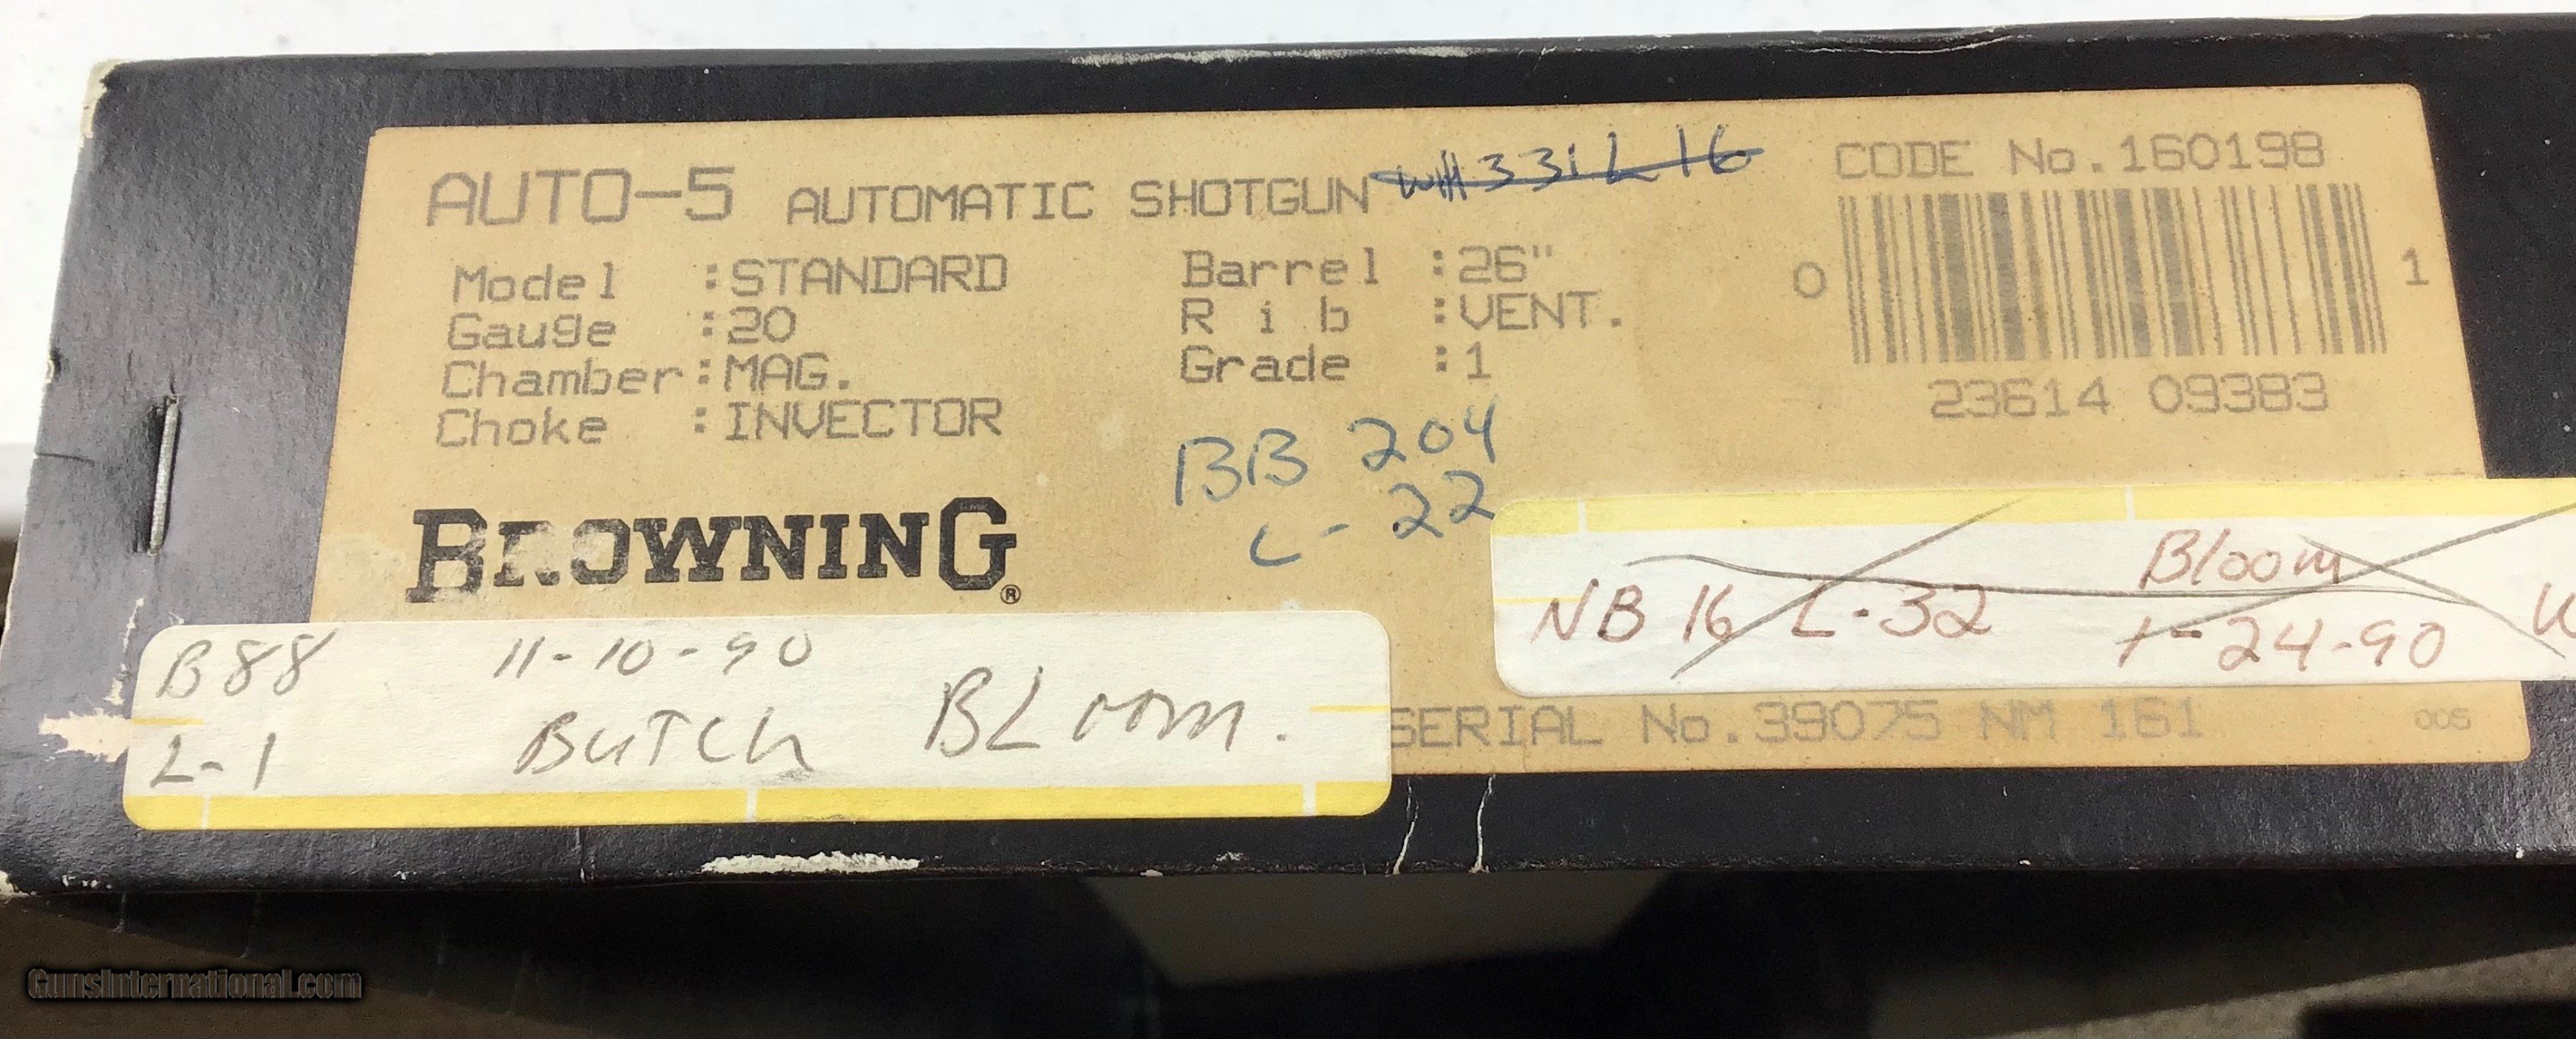 AUTO-5 AUTOMATIC SHOTGUN
CODE No.160198
Model :STANDARD
Gauge :20
Chamber:MAG.
Choke :INVECTOR
Barrel :26"
Rib :VENT.
Grade :1
0 1
23614 09383
BB 204
L-22
BROWNING®
NB 16 L-32 Bloom
1-24-90
B88 11-10-90
L-1 BUTCH BLoom.
SERIAL No.39075 NM 161
005
GunsInternational.com